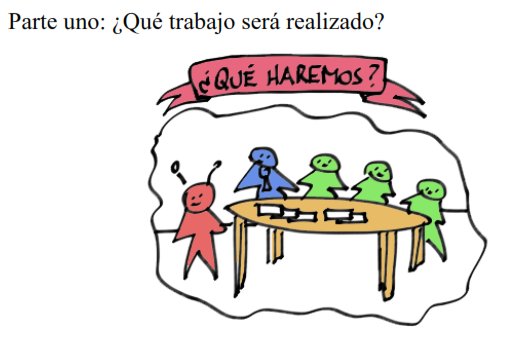 Parte uno: ¿Qué trabajo será realizado?
¿QUÉ HAREMOS?